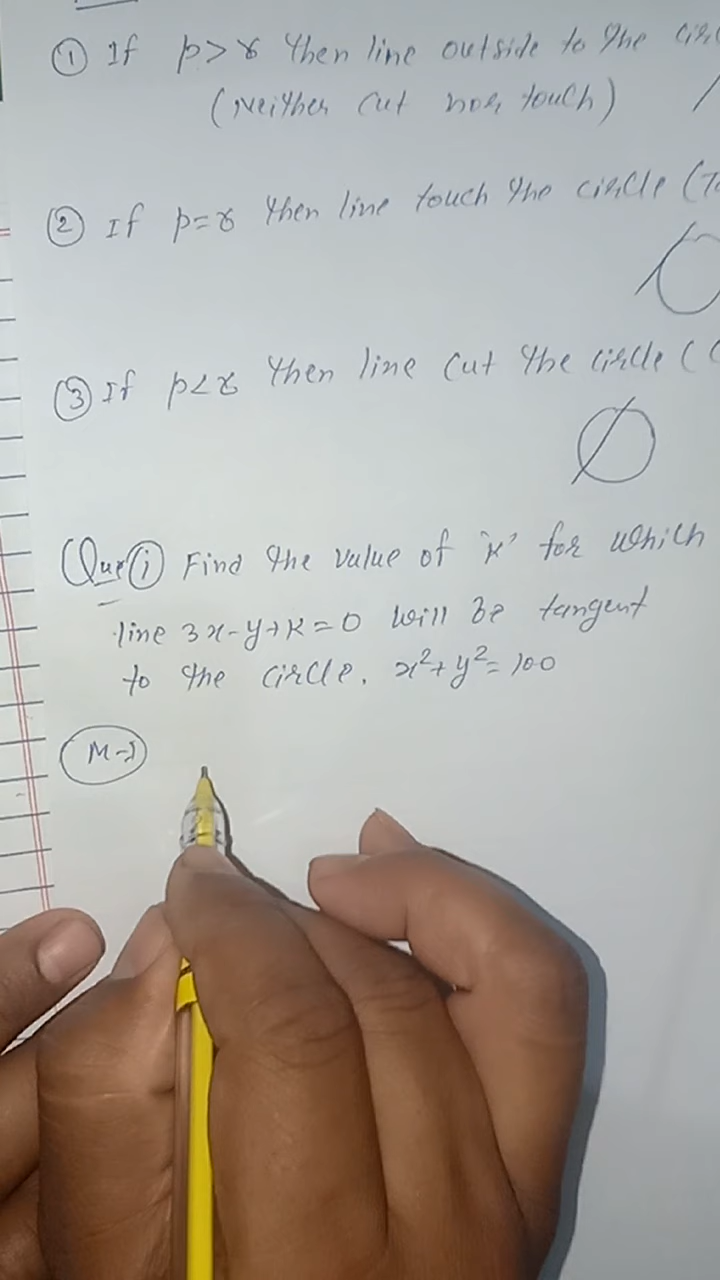 ① If p>r then line outside to the
(Neither cut nor touch)
② If p=r then line touch the circle (
③ If p<r then line cut the circle (
Que ① Find the value of 'k' for which
line 3x-y+k=0 will be tangent
to the circle. x²+y²=100
M-I